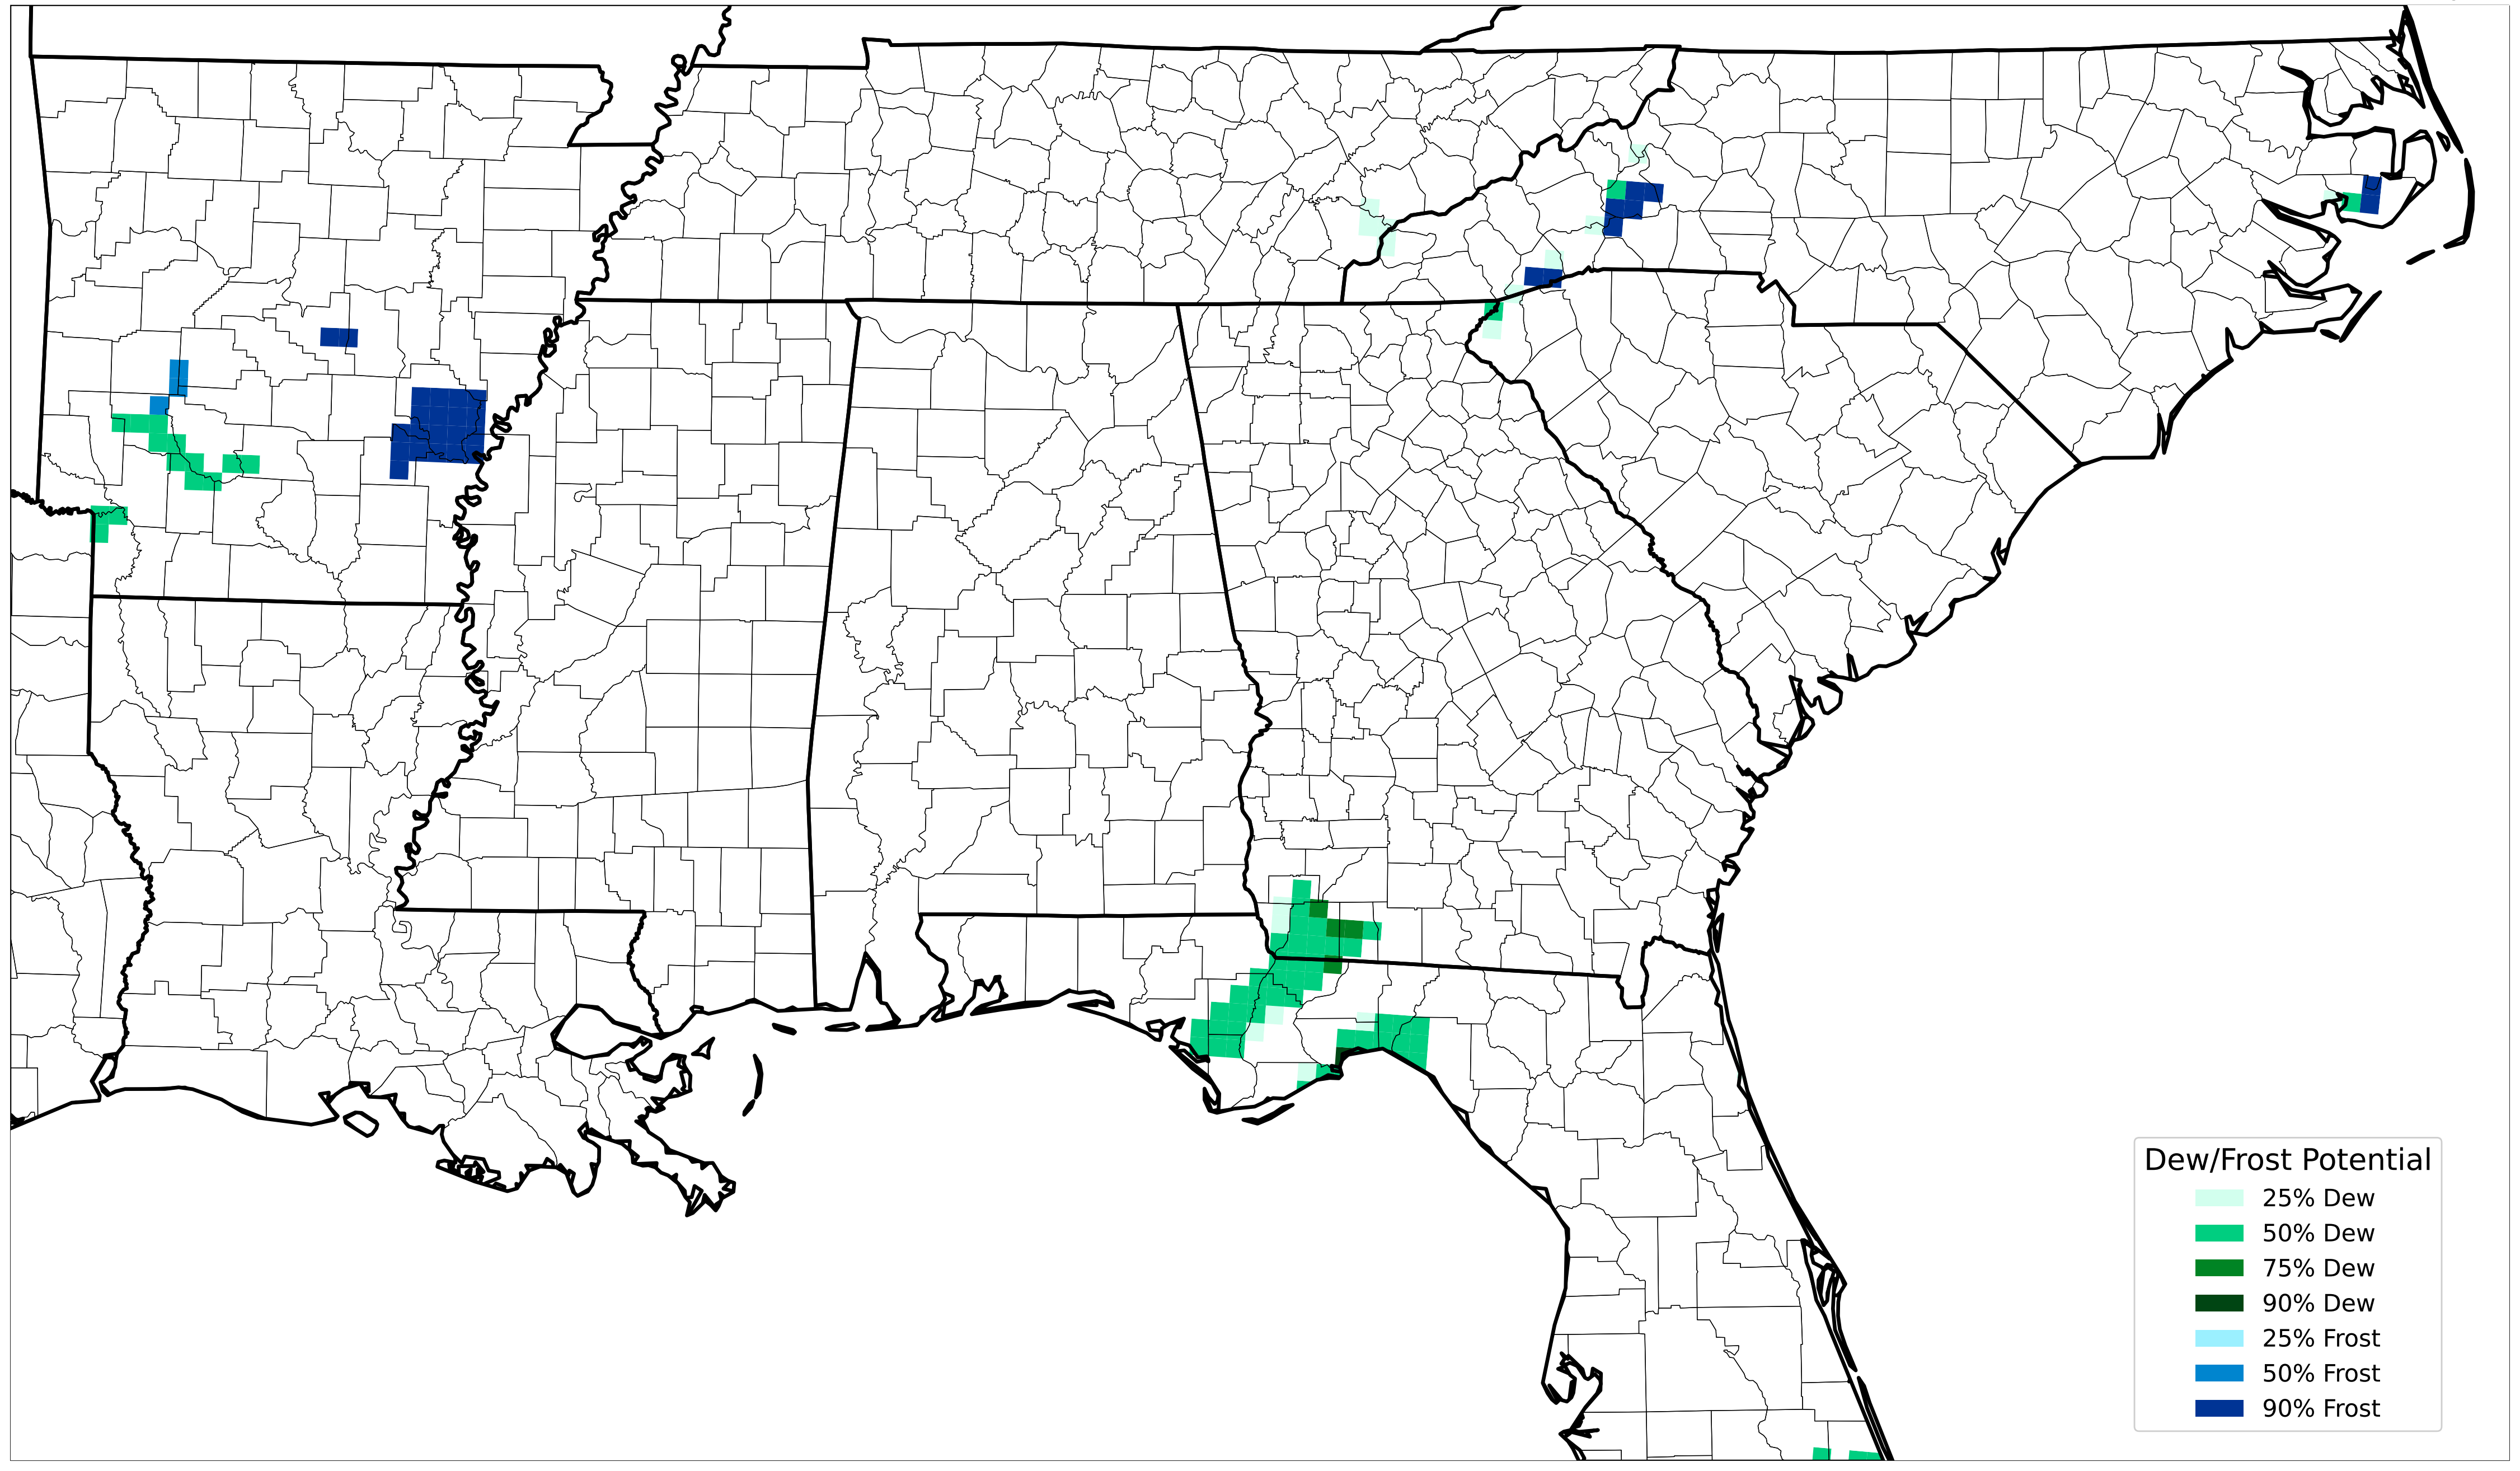 Dew/Frost Potential
25% Dew
50% Dew
75% Dew
90% Dew
25% Frost
50% Frost
90% Frost